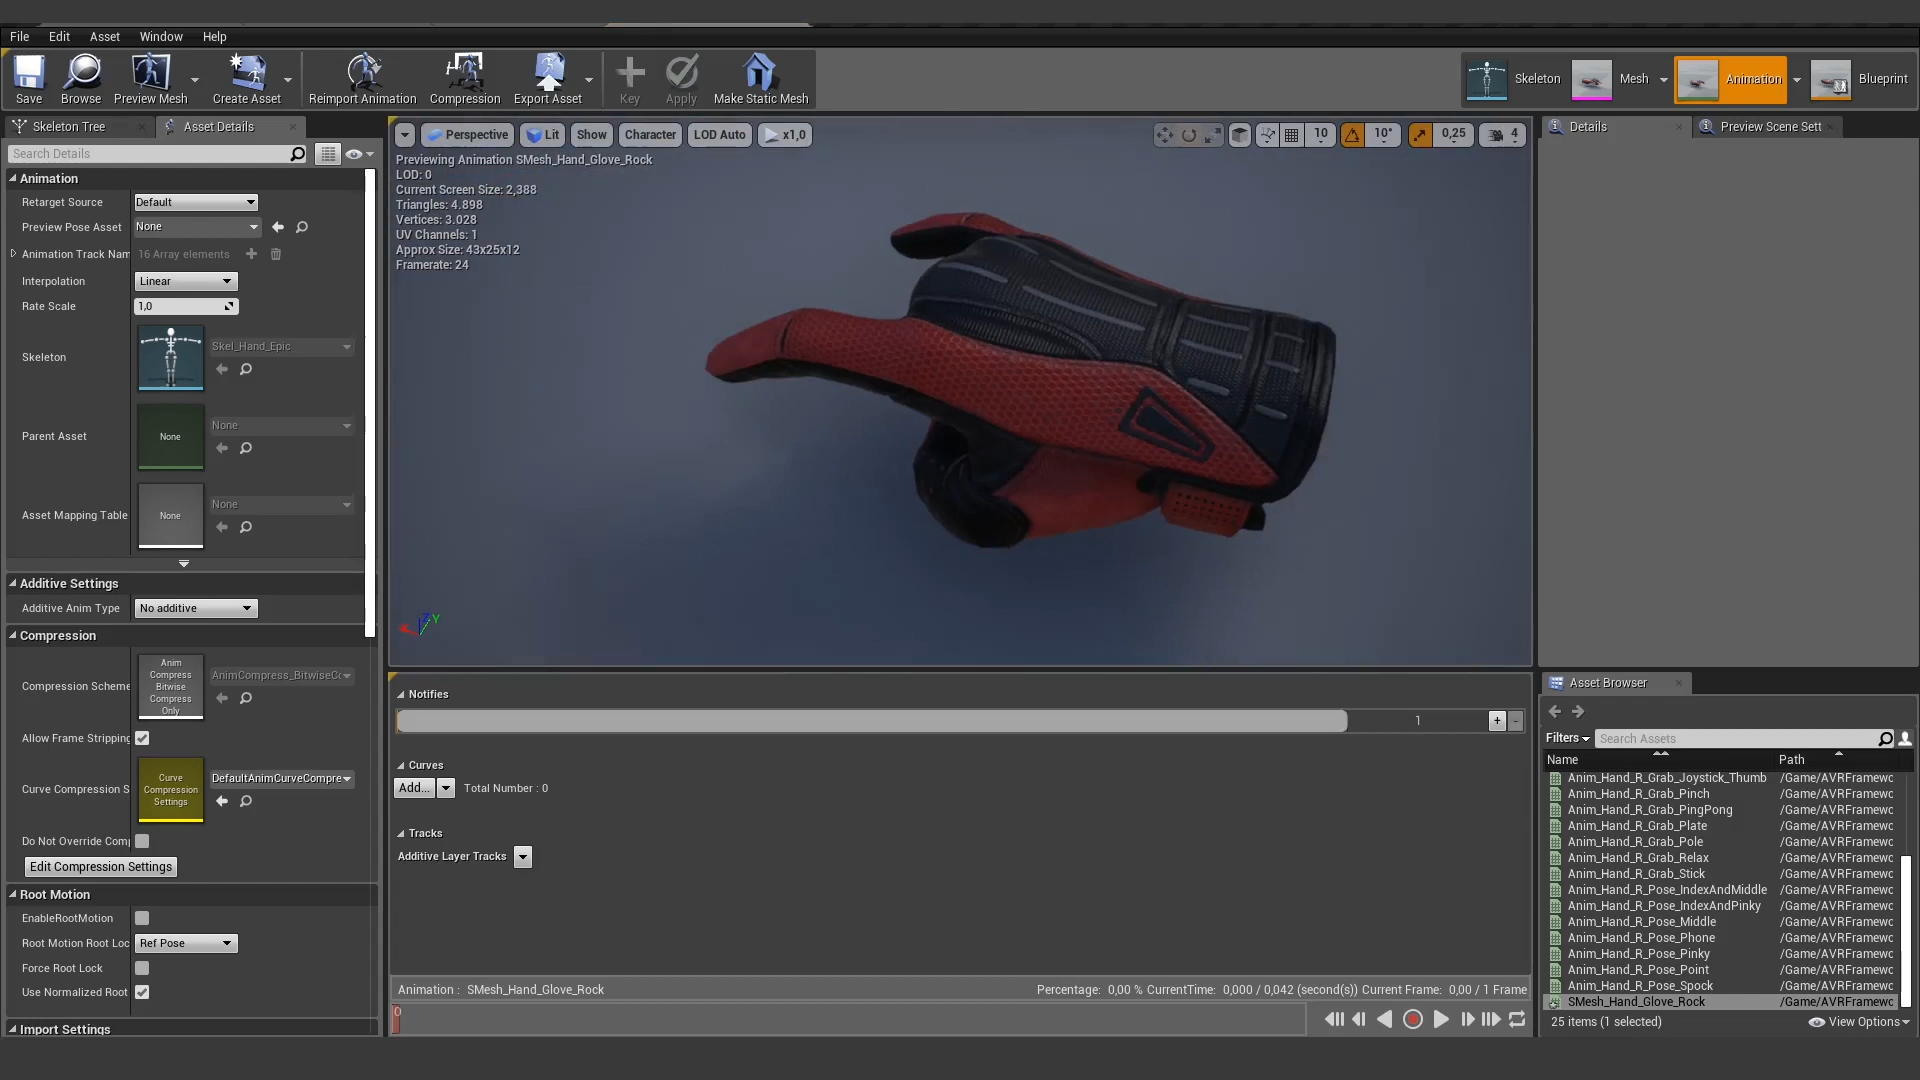 File Edit Asset Window Help
Save Browse Preview Mesh Create Asset Reimport Animation Compression Export Asset Key Apply Make Static Mesh
Skeleton Mesh Animation Blueprint
Skeleton Tree Asset Details
Search Details
Animation
Retarget Source Default
Preview Pose Asset None
Animation Track Nam 16 Array elements
Interpolation Linear
Rate Scale 1,0
Skeleton Skel_Hand_Epic
Parent Asset None None
Asset Mapping Table None None
Additive Settings
Additive Anim Type No additive
Compression
Compression Scheme Anim Compress Bitwise Compress Only AnimCompress_BitwiseCo
Allow Frame Stripping
Curve Compression S Curve Compression Settings DefaultAnimCurveCompre
Do Not Override Comp
Edit Compression Settings
Root Motion
EnableRootMotion
Root Motion Root Loc Ref Pose
Force Root Lock
Use Normalized Root
Import Settings
Perspective Lit Show Character LOD Auto x1,0
10 10° 0,25 4
Previewing Animation SMesh_Hand_Glove_Rock
LOD: 0
Current Screen Size: 2,388
Triangles: 4.898
Vertices: 3.028
UV Channels: 1
Approx Size: 43x25x12
Framerate: 24
Y
Notifies
1 + -
Curves
Add... Total Number : 0
Tracks
Additive Layer Tracks
Animation : SMesh_Hand_Glove_Rock Percentage: 0,00 % CurrentTime: 0,000 / 0,042 (second(s)) Current Frame: 0,00 / 1 Frame
0
Details Preview Scene Sett
Asset Browser
Filters Search Assets
Name Path
Anim_Hand_R_Grab_Joystick_Thumb /Game/AVRFramewc
Anim_Hand_R_Grab_Pinch /Game/AVRFramewc
Anim_Hand_R_Grab_PingPong /Game/AVRFramewc
Anim_Hand_R_Grab_Plate /Game/AVRFramewc
Anim_Hand_R_Grab_Pole /Game/AVRFramewc
Anim_Hand_R_Grab_Relax /Game/AVRFramewc
Anim_Hand_R_Grab_Stick /Game/AVRFramewc
Anim_Hand_R_Pose_IndexAndMiddle /Game/AVRFramewc
Anim_Hand_R_Pose_IndexAndPinky /Game/AVRFramewc
Anim_Hand_R_Pose_Middle /Game/AVRFramewc
Anim_Hand_R_Pose_Phone /Game/AVRFramewc
Anim_Hand_R_Pose_Pinky /Game/AVRFramewc
Anim_Hand_R_Pose_Point /Game/AVRFramewc
Anim_Hand_R_Pose_Spock /Game/AVRFramewc
SMesh_Hand_Glove_Rock /Game/AVRFramewc
25 items (1 selected) View Options